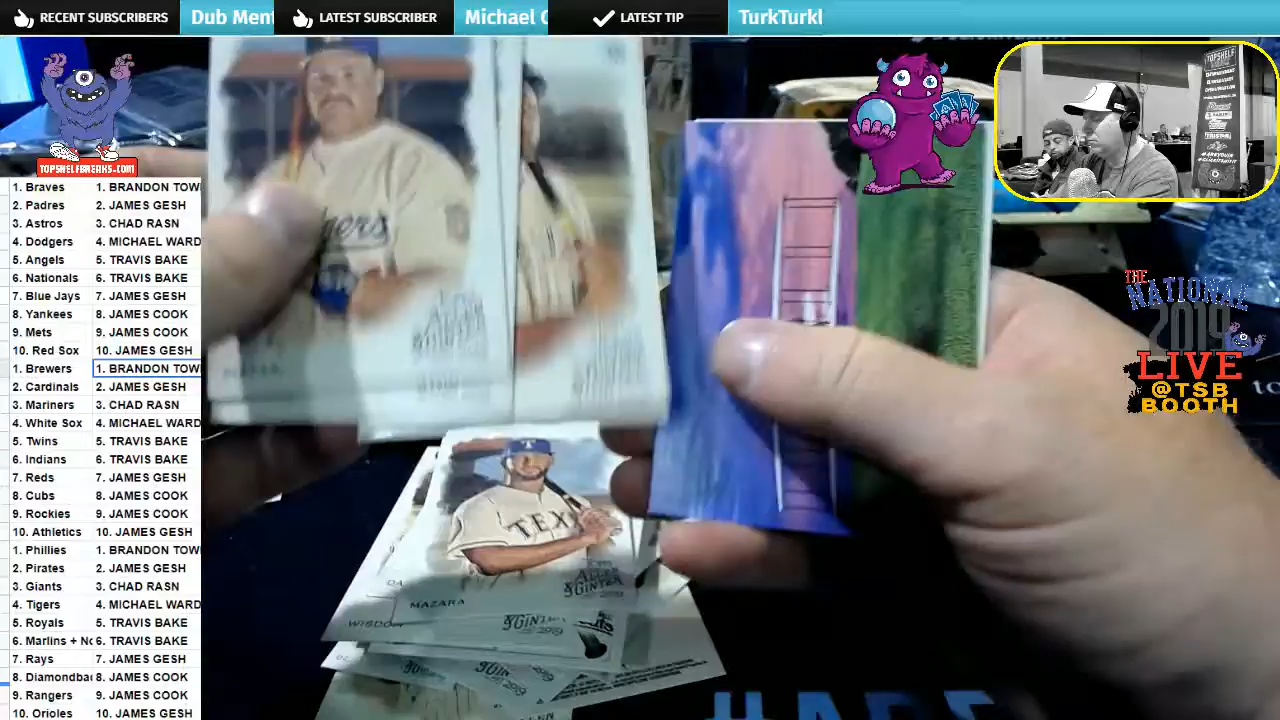 RECENT SUBSCRIBERS Dub Ment LATEST SUBSCRIBER Michael LATEST TIP TurkTurkl
TOPSHELFBREAKS.COM
1. Braves 1. BRANDON TOW
2. Padres 2. JAMES GESH
3. Astros 3. CHAD RASN
4. Dodgers 4. MICHAEL WARD
5. Angels 5. TRAVIS BAKE
6. Nationals 6. TRAVIS BAKE
7. Blue Jays 7. JAMES GESH
8. Yankees 8. JAMES COOK
9. Mets 9. JAMES COOK
10. Red Sox 10. JAMES GESH
1. Brewers 1. BRANDON TOW
2. Cardinals 2. JAMES GESH
3. Mariners 3. CHAD RASN
4. White Sox 4. MICHAEL WARD
5. Twins 5. TRAVIS BAKE
6. Indians 6. TRAVIS BAKE
7. Reds 7. JAMES GESH
8. Cubs 8. JAMES COOK
9. Rockies 9. JAMES COOK
10. Athletics 10. JAMES GESH
1. Phillies 1. BRANDON TOW
2. Pirates 2. JAMES GESH
3. Giants 3. CHAD RASN
4. Tigers 4. MICHAEL WARD
5. Royals 5. TRAVIS BAKE
6. Marlins + Nc 6. TRAVIS BAKE
7. Rays 7. JAMES GESH
8. Diamondba 8. JAMES COOK
9. Rangers 9. JAMES COOK
10. Orioles 10. JAMES GESH
TOPSHELF
THE
NATIONAL
2019
LIVE
@TSB
BOOTH
TEX
MAZARA
WISDO
GINTER